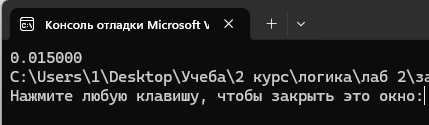 Консоль отладки Microsoft V
0.015000
C:\Users\1\Desktop\Учеба\2 курс\логика\лаб 2\за
Нажмите любую клавишу, чтобы закрыть это окно: